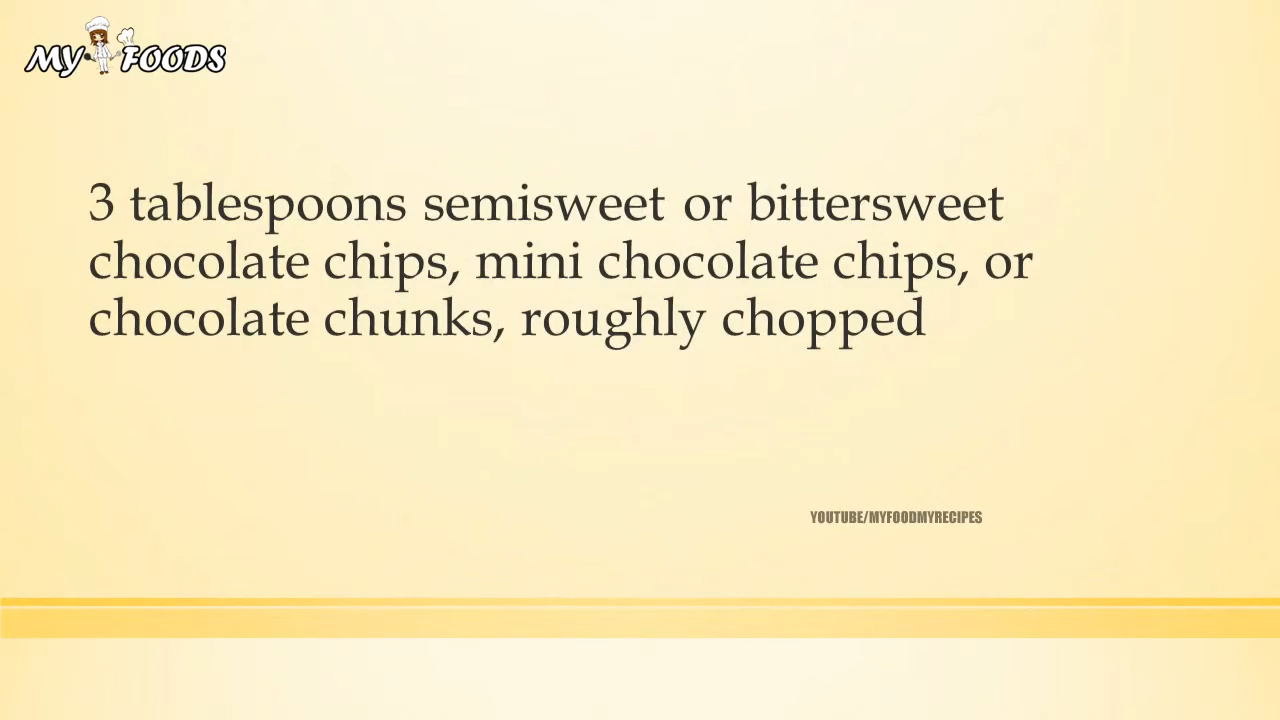 MY FOODS
3 tablespoons semisweet or bittersweet
chocolate chips, mini chocolate chips, or
chocolate chunks, roughly chopped
YOUTUBE/MYFOODMYRECIPES